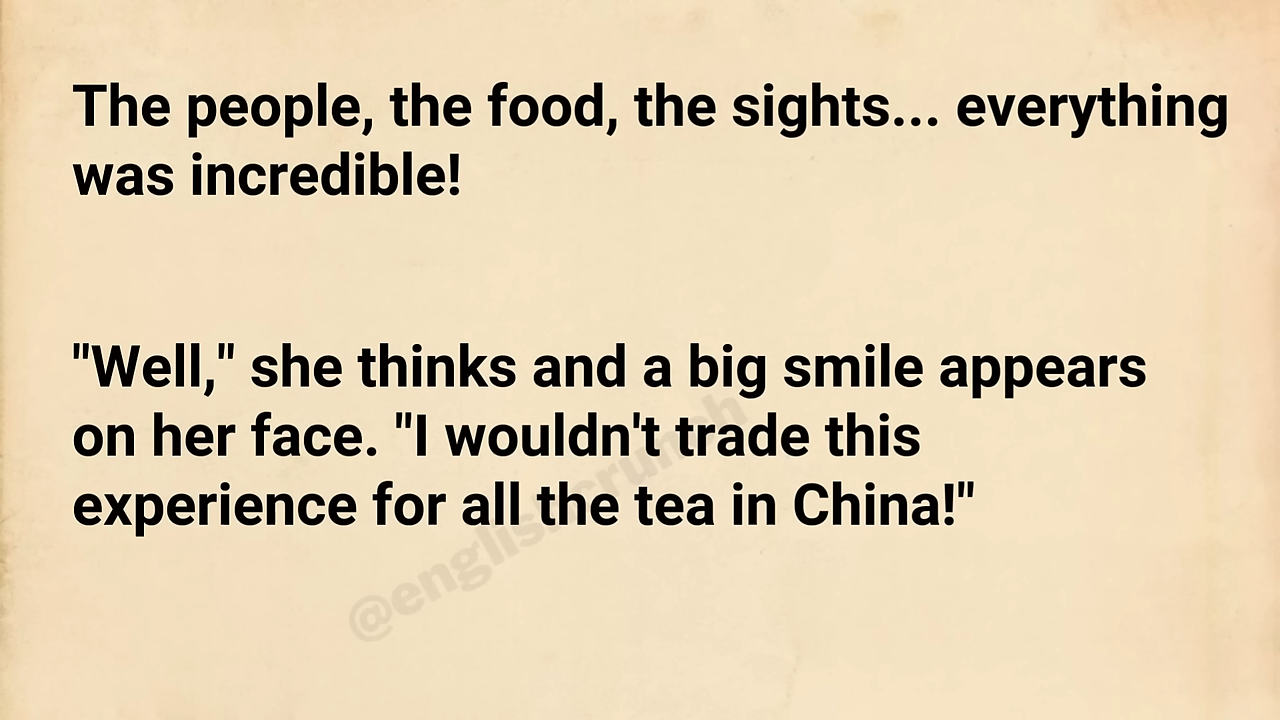 The people, the food, the sights... everything
was incredible!
"Well," she thinks and a big smile appears
on her face. "I wouldn't trade this
experience for all the tea in China!"
@englishcrunch